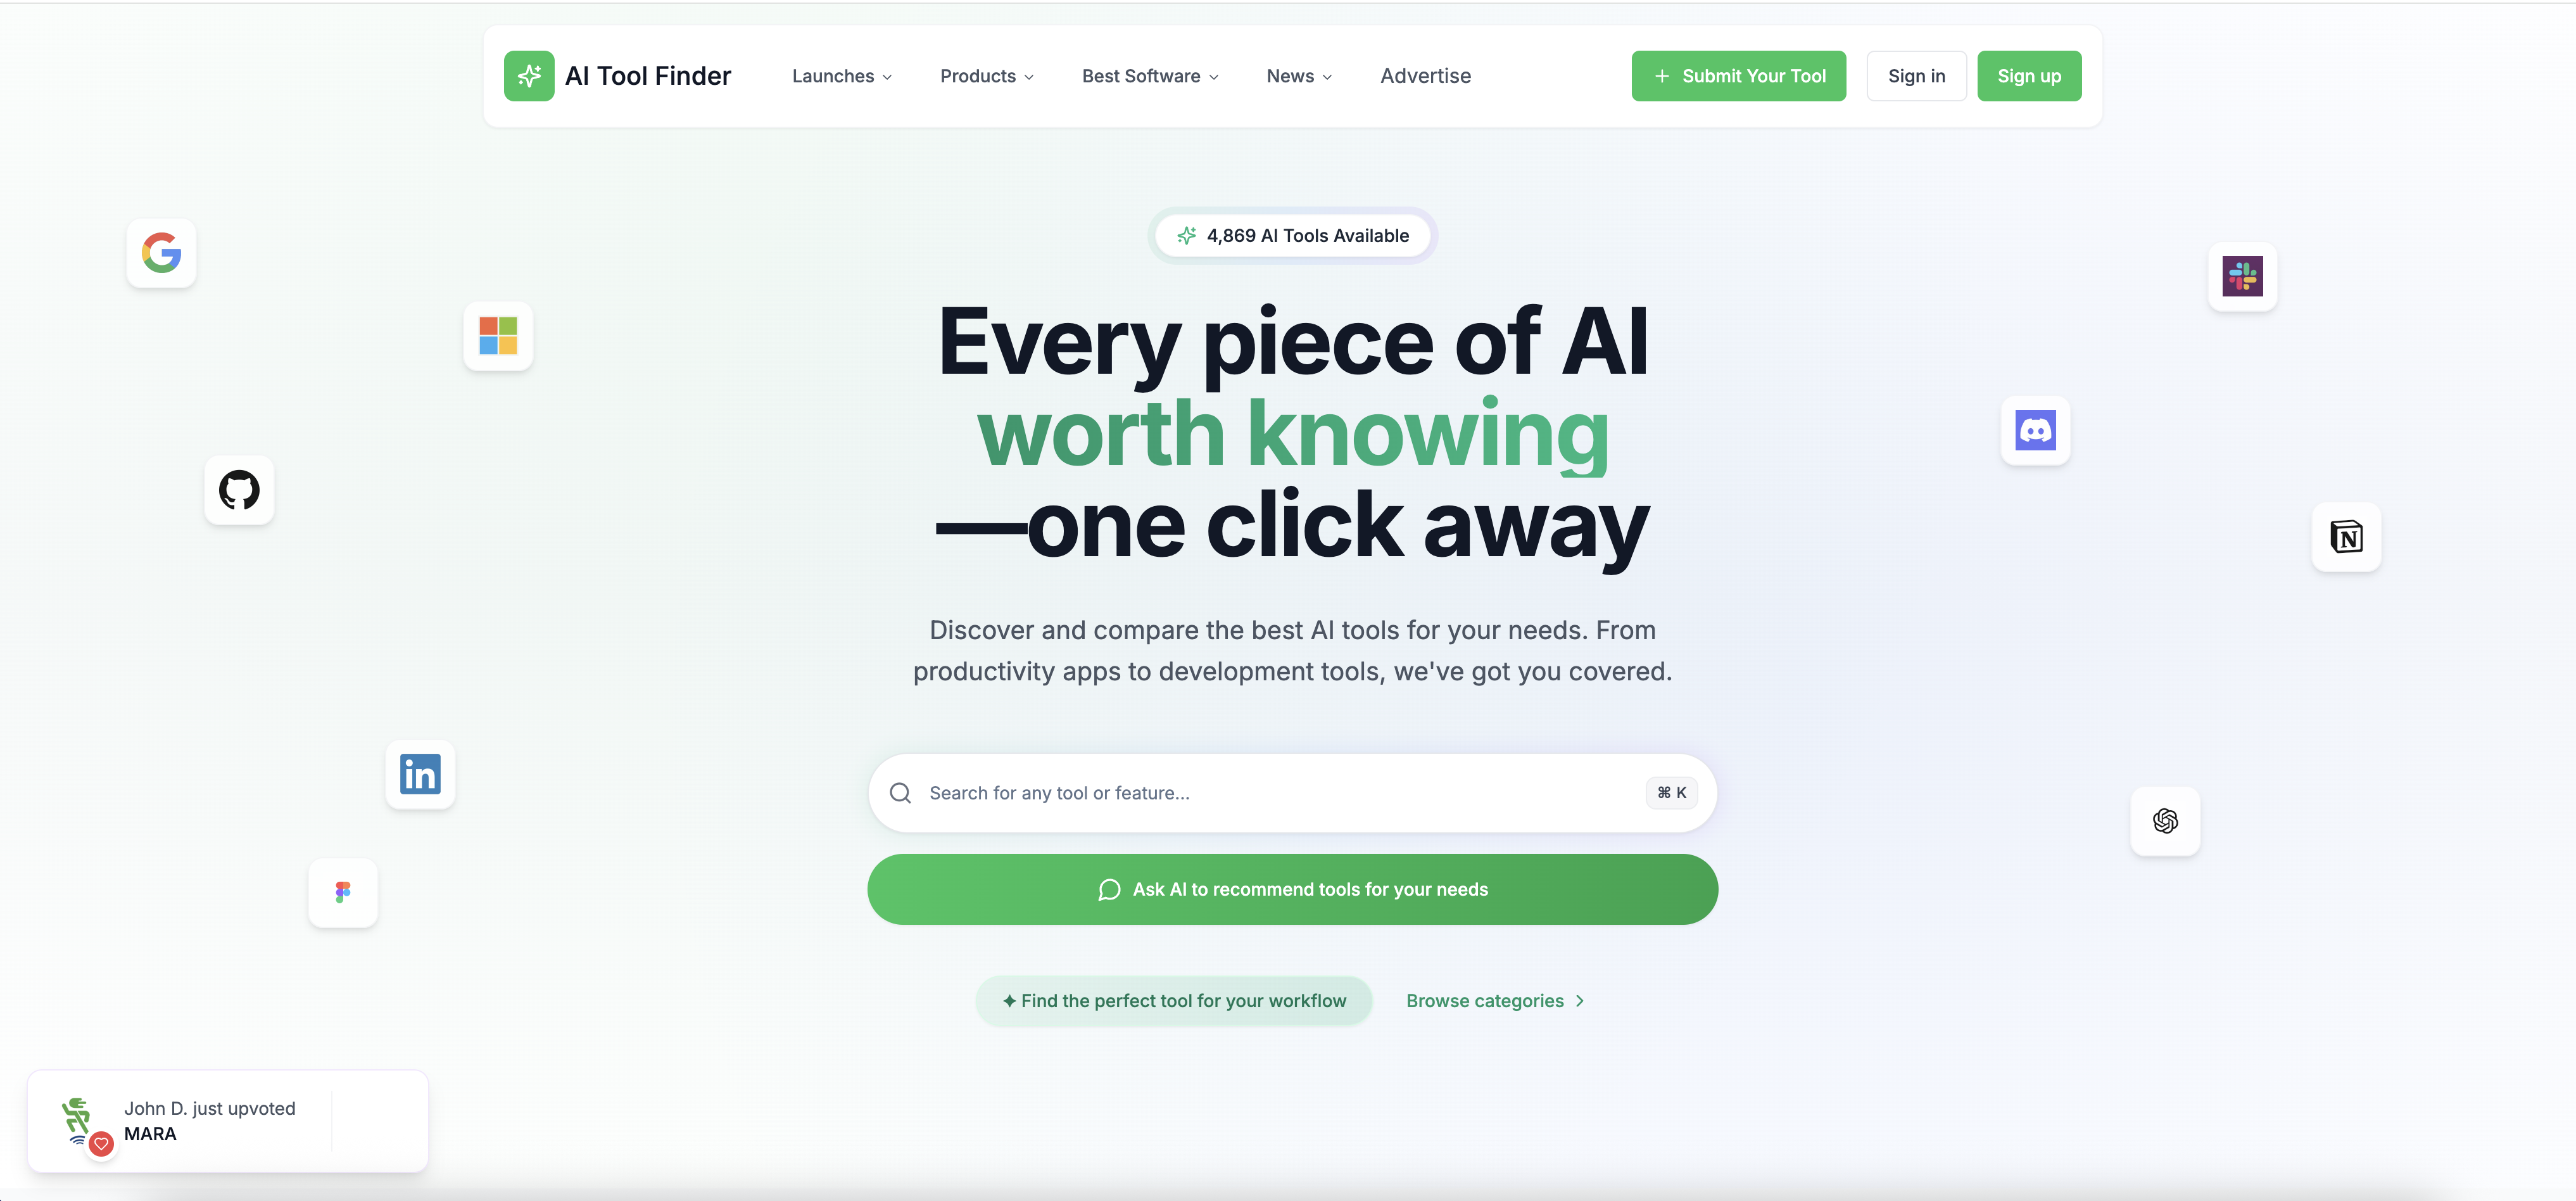 AI Tool Finder
Launches
Products
Best Software
News
Advertise
Submit Your Tool
Sign in
Sign up
4,869 AI Tools Available
Every piece of AI
worth knowing
—one click away
Discover and compare the best AI tools for your needs. From
productivity apps to development tools, we've got you covered.
Search for any tool or feature...
⌘ K
Ask AI to recommend tools for your needs
✦ Find the perfect tool for your workflow
Browse categories
John D. just upvoted
MARA
G
in
N